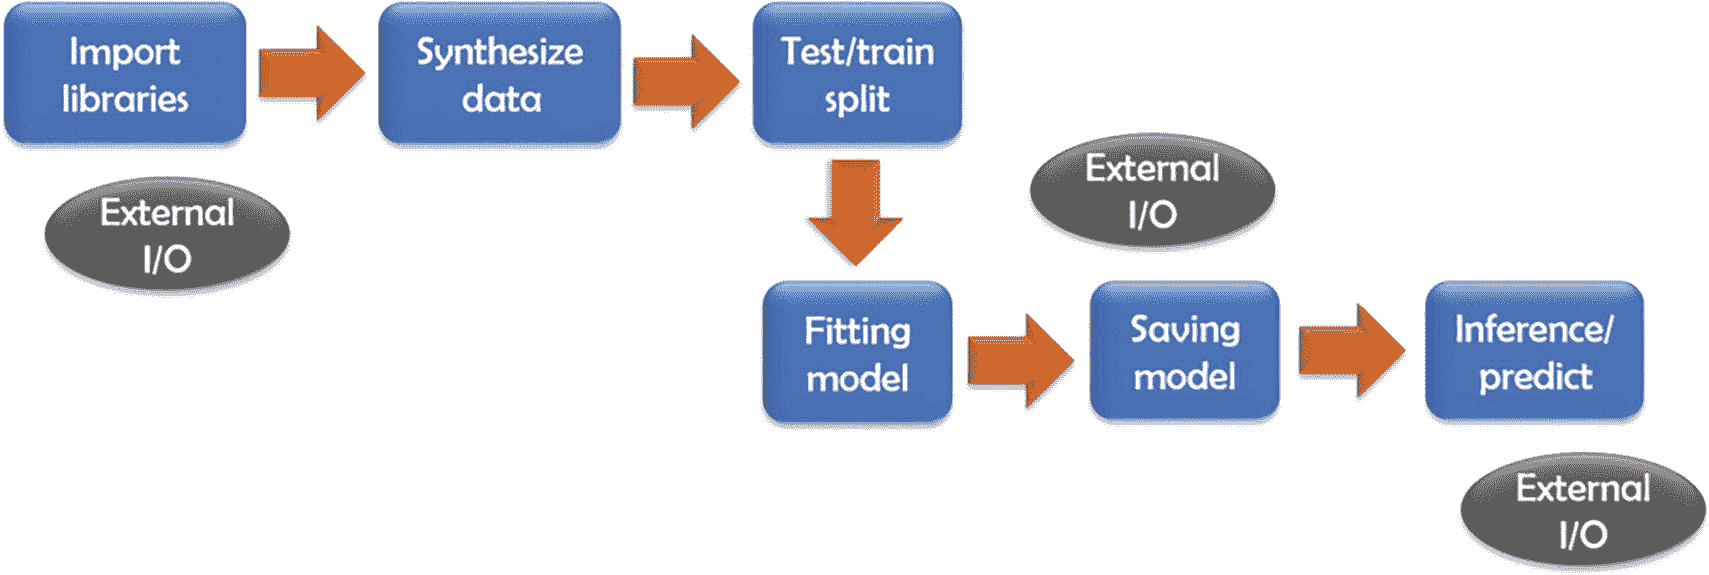 Import
libraries
Synthesize
data
Test/train
split
External
I/O
External
I/O
Fitting
model
Saving
model
Inference/
predict
External
I/O